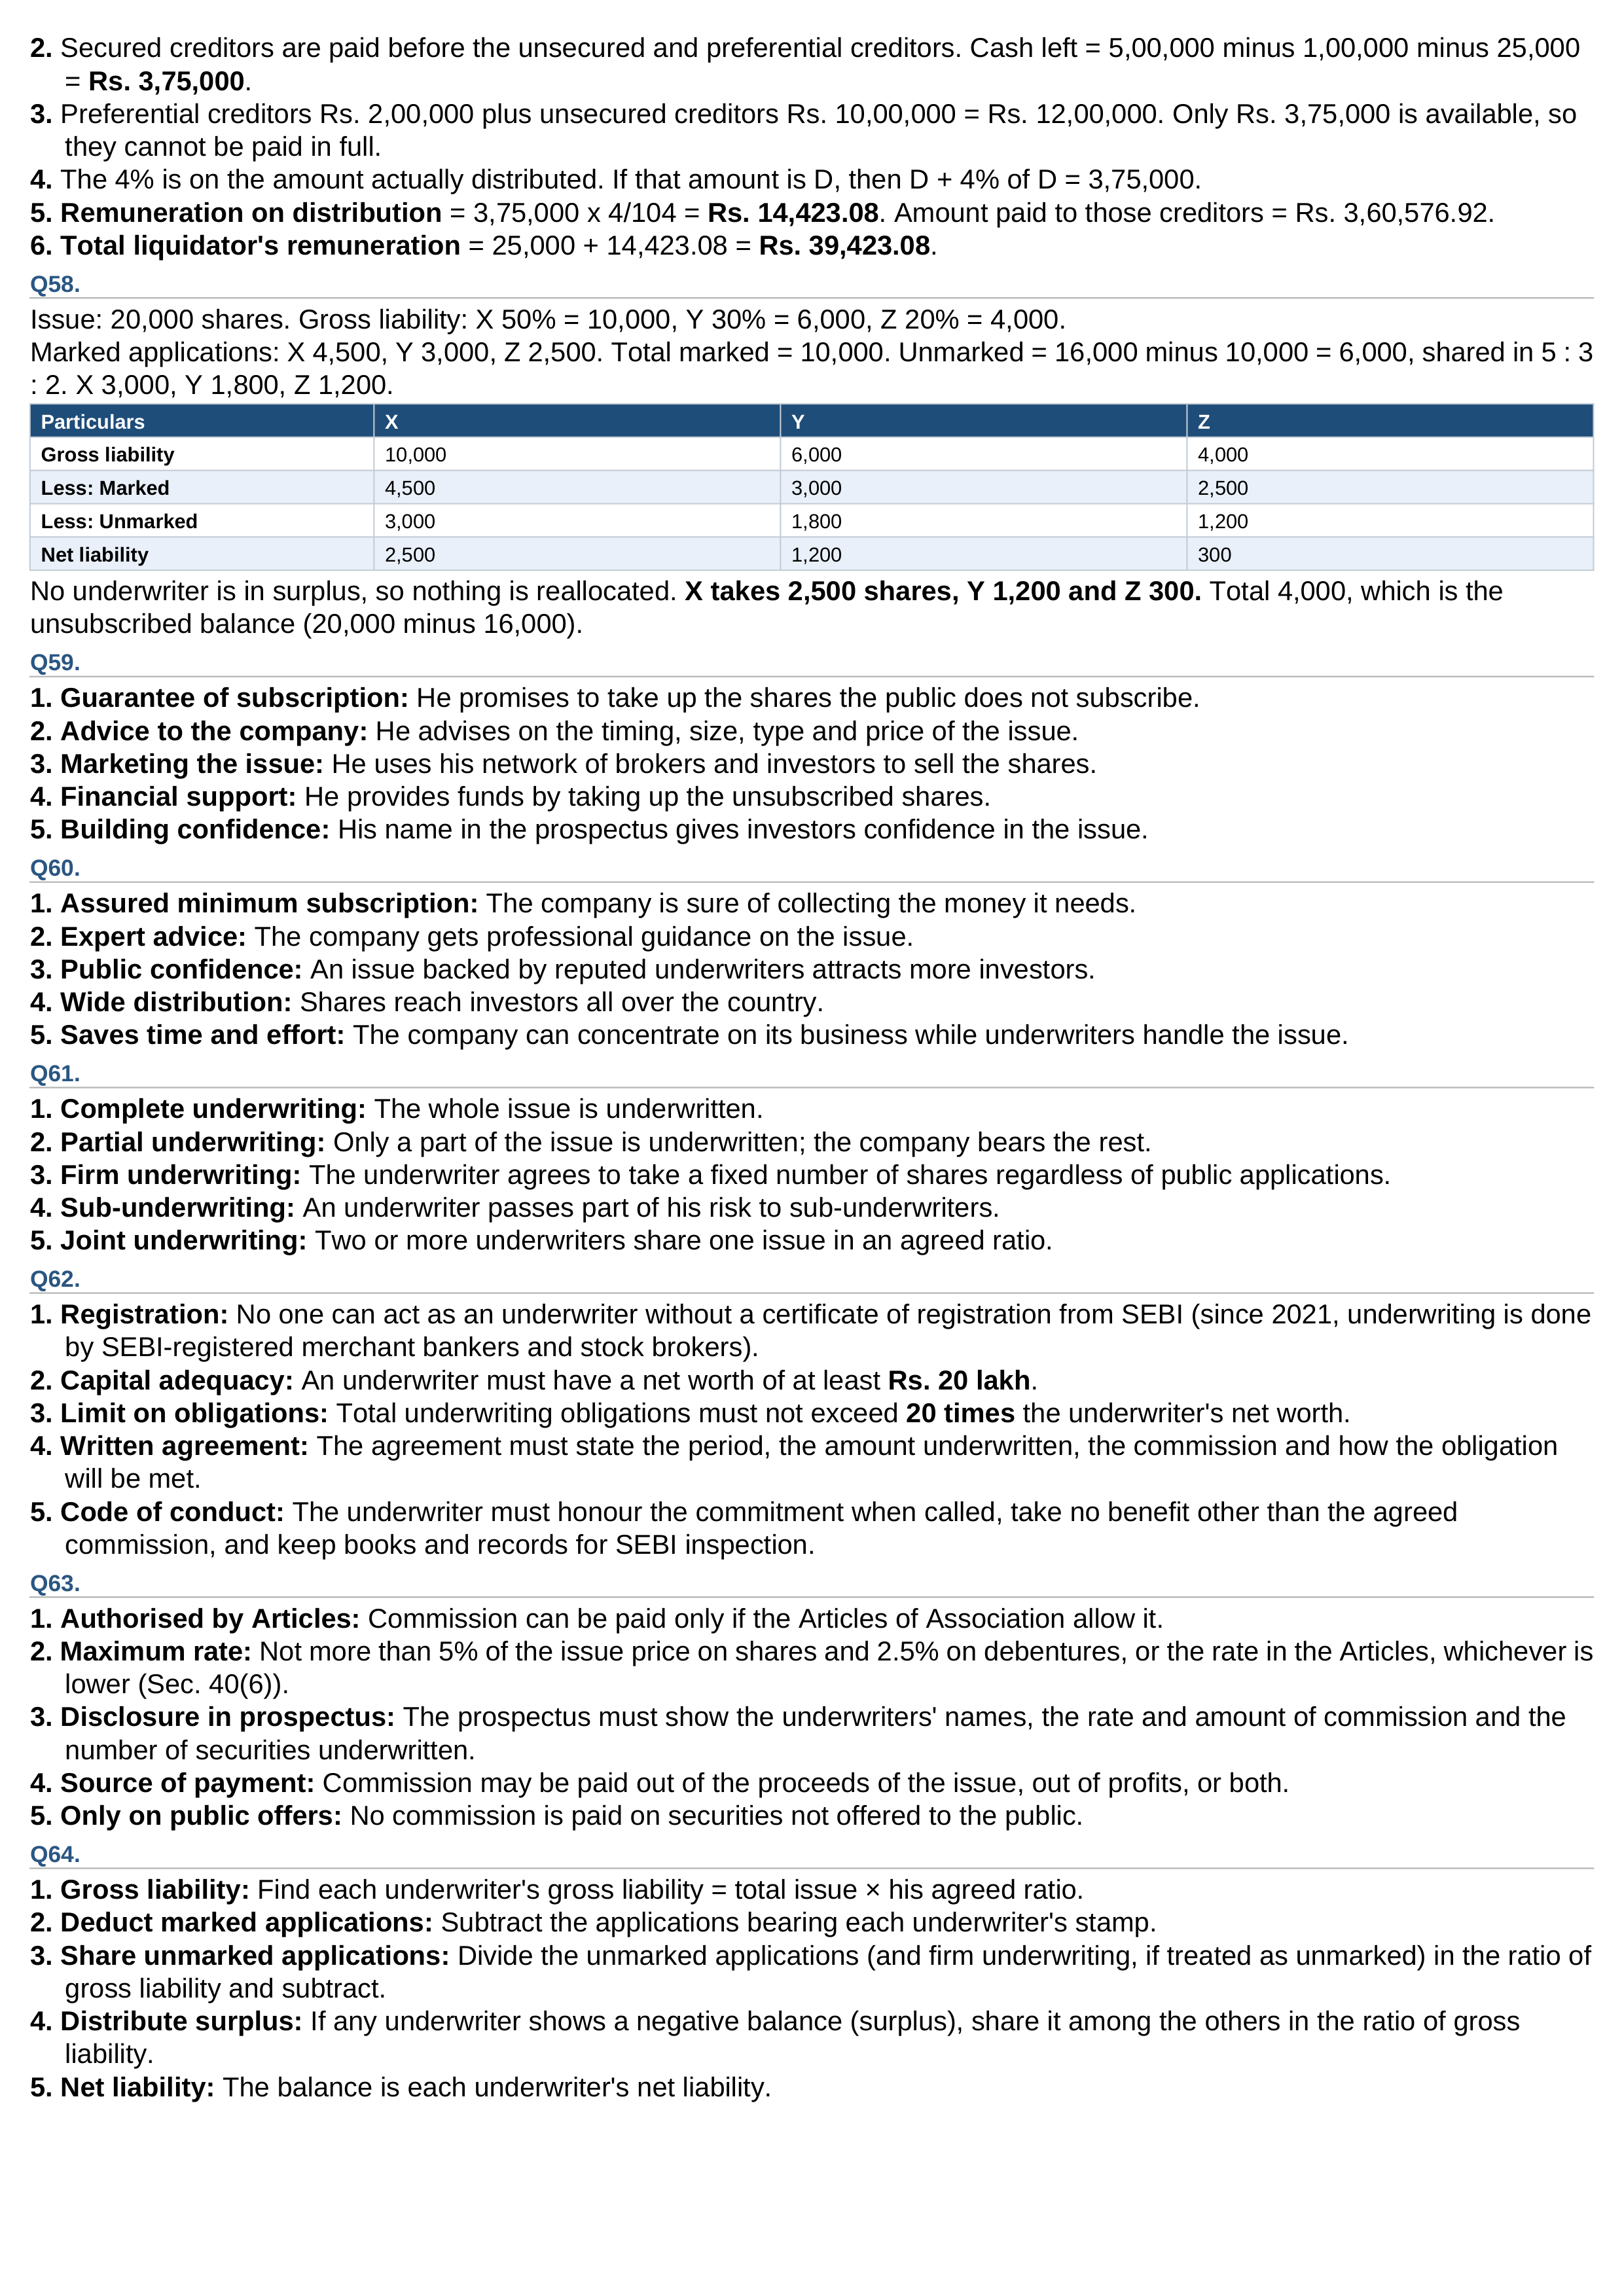 2. Secured creditors are paid before the unsecured and preferential creditors. Cash left = 5,00,000 minus 1,00,000 minus 25,000
= Rs. 3,75,000.
3. Preferential creditors Rs. 2,00,000 plus unsecured creditors Rs. 10,00,000 = Rs. 12,00,000. Only Rs. 3,75,000 is available, so
they cannot be paid in full.
4. The 4% is on the amount actually distributed. If that amount is D, then D + 4% of D = 3,75,000.
5. Remuneration on distribution = 3,75,000 x 4/104 = Rs. 14,423.08. Amount paid to those creditors = Rs. 3,60,576.92.
6. Total liquidator's remuneration = 25,000 + 14,423.08 = Rs. 39,423.08.
Q58.
Issue: 20,000 shares. Gross liability: X 50% = 10,000, Y 30% = 6,000, Z 20% = 4,000.
Marked applications: X 4,500, Y 3,000, Z 2,500. Total marked = 10,000. Unmarked = 16,000 minus 10,000 = 6,000, shared in 5 : 3
: 2. X 3,000, Y 1,800, Z 1,200.
Particulars X Y Z
Gross liability 10,000 6,000 4,000
Less: Marked 4,500 3,000 2,500
Less: Unmarked 3,000 1,800 1,200
Net liability 2,500 1,200 300
No underwriter is in surplus, so nothing is reallocated. X takes 2,500 shares, Y 1,200 and Z 300. Total 4,000, which is the
unsubscribed balance (20,000 minus 16,000).
Q59.
1. Guarantee of subscription: He promises to take up the shares the public does not subscribe.
2. Advice to the company: He advises on the timing, size, type and price of the issue.
3. Marketing the issue: He uses his network of brokers and investors to sell the shares.
4. Financial support: He provides funds by taking up the unsubscribed shares.
5. Building confidence: His name in the prospectus gives investors confidence in the issue.
Q60.
1. Assured minimum subscription: The company is sure of collecting the money it needs.
2. Expert advice: The company gets professional guidance on the issue.
3. Public confidence: An issue backed by reputed underwriters attracts more investors.
4. Wide distribution: Shares reach investors all over the country.
5. Saves time and effort: The company can concentrate on its business while underwriters handle the issue.
Q61.
1. Complete underwriting: The whole issue is underwritten.
2. Partial underwriting: Only a part of the issue is underwritten; the company bears the rest.
3. Firm underwriting: The underwriter agrees to take a fixed number of shares regardless of public applications.
4. Sub-underwriting: An underwriter passes part of his risk to sub-underwriters.
5. Joint underwriting: Two or more underwriters share one issue in an agreed ratio.
Q62.
1. Registration: No one can act as an underwriter without a certificate of registration from SEBI (since 2021, underwriting is done
by SEBI-registered merchant bankers and stock brokers).
2. Capital adequacy: An underwriter must have a net worth of at least Rs. 20 lakh.
3. Limit on obligations: Total underwriting obligations must not exceed 20 times the underwriter's net worth.
4. Written agreement: The agreement must state the period, the amount underwritten, the commission and how the obligation
will be met.
5. Code of conduct: The underwriter must honour the commitment when called, take no benefit other than the agreed
commission, and keep books and records for SEBI inspection.
Q63.
1. Authorised by Articles: Commission can be paid only if the Articles of Association allow it.
2. Maximum rate: Not more than 5% of the issue price on shares and 2.5% on debentures, or the rate in the Articles, whichever is
lower (Sec. 40(6)).
3. Disclosure in prospectus: The prospectus must show the underwriters' names, the rate and amount of commission and the
number of securities underwritten.
4. Source of payment: Commission may be paid out of the proceeds of the issue, out of profits, or both.
5. Only on public offers: No commission is paid on securities not offered to the public.
Q64.
1. Gross liability: Find each underwriter's gross liability = total issue × his agreed ratio.
2. Deduct marked applications: Subtract the applications bearing each underwriter's stamp.
3. Share unmarked applications: Divide the unmarked applications (and firm underwriting, if treated as unmarked) in the ratio of
gross liability and subtract.
4. Distribute surplus: If any underwriter shows a negative balance (surplus), share it among the others in the ratio of gross
liability.
5. Net liability: The balance is each underwriter's net liability.